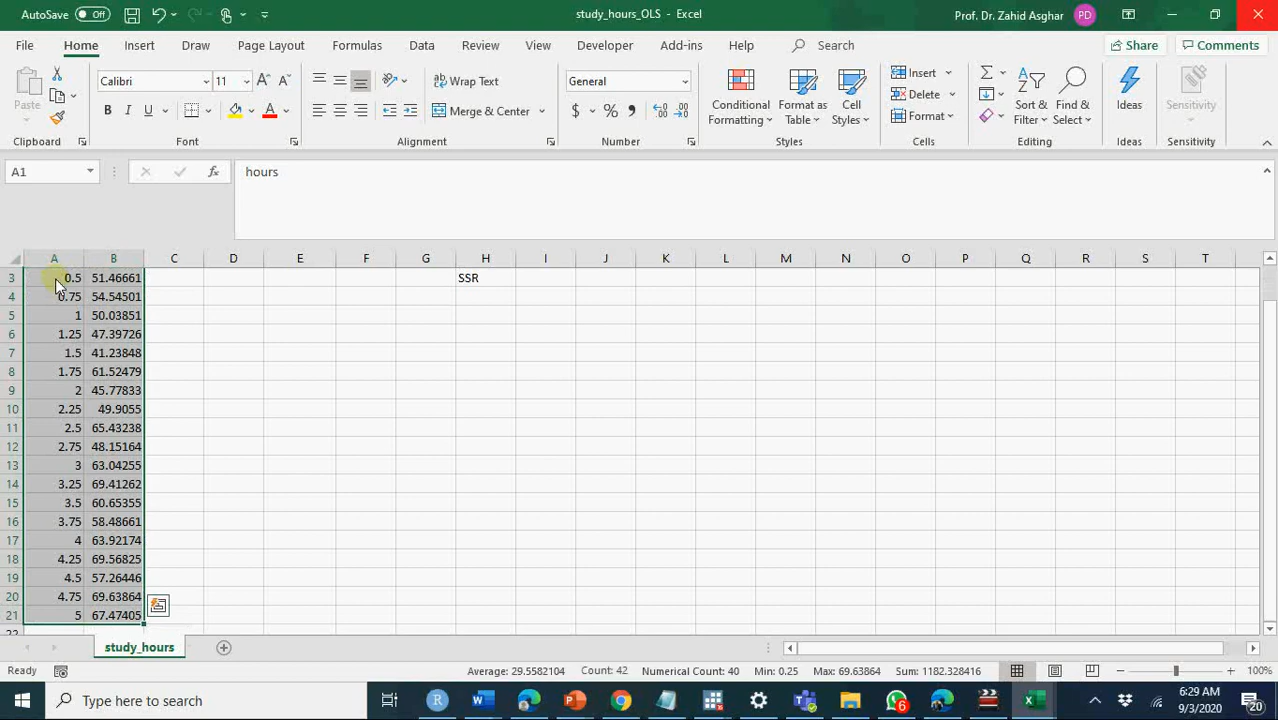 AutoSave Off study_hours_OLS - Excel Prof. Dr. Zahid Asghar PD
File Home Insert Draw Page Layout Formulas Data Review View Developer Add-ins Help Search Share Comments
Paste
Calibri 11
B I U
Wrap Text
Merge & Center
General
$ % ,
Conditional Formatting
Format as Table
Cell Styles
Insert
Delete
Format
Sort & Filter
Find & Select
Ideas
Sensitivity
Clipboard Font Alignment Number Styles Cells Editing Ideas Sensitivity
A1 fx hours
A B C D E F G H I J K L M N O P Q R S T
3 0.5 51.46661 SSR
4 0.75 54.54501
5 1 50.03851
6 1.25 47.39726
7 1.5 41.23848
8 1.75 61.52479
9 2 45.77833
10 2.25 49.9055
11 2.5 65.43238
12 2.75 48.15164
13 3 63.04255
14 3.25 69.41262
15 3.5 60.65355
16 3.75 58.48661
17 4 63.92174
18 4.25 69.56825
19 4.5 57.26446
20 4.75 69.63864
21 5 67.47405
22
study_hours
Ready Average: 29.5582104 Count: 42 Numerical Count: 40 Min: 0.25 Max: 69.63864 Sum: 1182.328416 100%
Type here to search 6:29 AM
9/3/2020 20